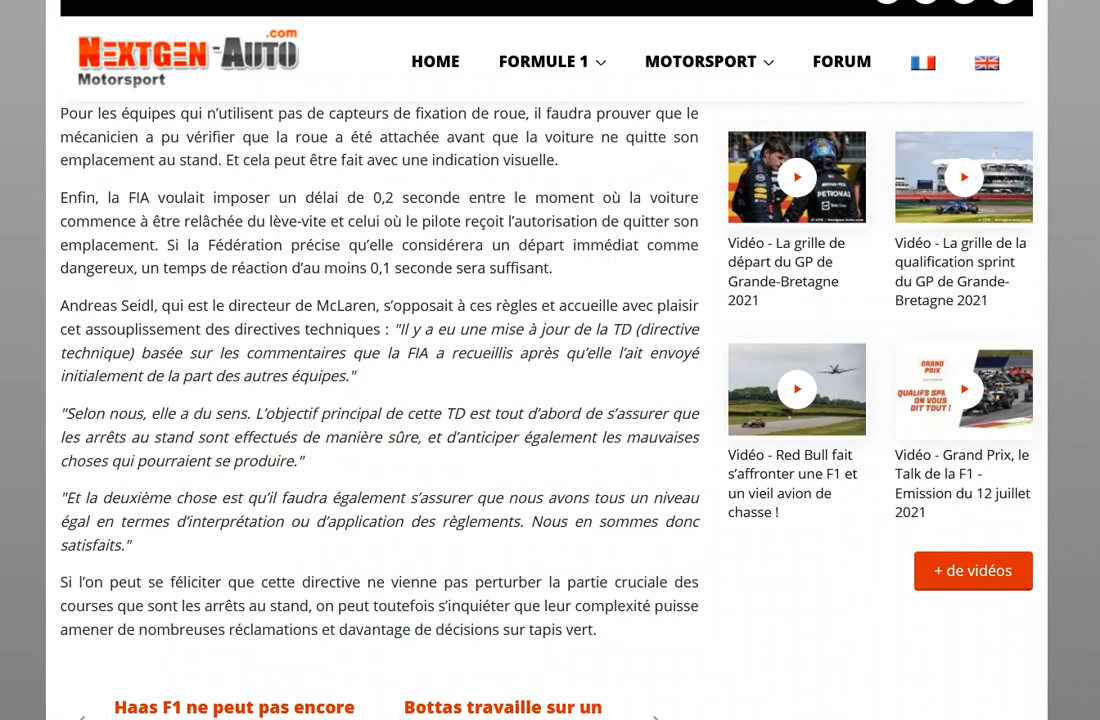 NEXTGEN-AUTO.com
Motorsport
HOME
FORMULE 1
MOTORSPORT
FORUM
Pour les équipes qui n’utilisent pas de capteurs de fixation de roue, il faudra prouver que le
mécanicien a pu vérifier que la roue a été attachée avant que la voiture ne quitte son
emplacement au stand. Et cela peut être fait avec une indication visuelle.
Enfin, la FIA voulait imposer un délai de 0,2 seconde entre le moment où la voiture
commence à être relâchée du lève-vite et celui où le pilote reçoit l’autorisation de quitter son
emplacement. Si la Fédération précise qu’elle considérera un départ immédiat comme
dangereux, un temps de réaction d’au moins 0,1 seconde sera suffisant.
Andreas Seidl, qui est le directeur de McLaren, s’opposait à ces règles et accueille avec plaisir
cet assouplissement des directives techniques : "Il y a eu une mise à jour de la TD (directive
technique) basée sur les commentaires que la FIA a recueillis après qu’elle l’ait envoyé
initialement de la part des autres équipes."
"Selon nous, elle a du sens. L’objectif principal de cette TD est tout d’abord de s’assurer que
les arrêts au stand sont effectués de manière sûre, et d’anticiper également les mauvaises
choses qui pourraient se produire."
"Et la deuxième chose est qu’il faudra également s’assurer que nous avons tous un niveau
égal en termes d’interprétation ou d’application des règlements. Nous en sommes donc
satisfaits."
Si l’on peut se féliciter que cette directive ne vienne pas perturber la partie cruciale des
courses que sont les arrêts au stand, on peut toutefois s’inquiéter que leur complexité puisse
amener de nombreuses réclamations et davantage de décisions sur tapis vert.
Haas F1 ne peut pas encore
Bottas travaille sur un
PETRONAS
Vidéo - La grille de
départ du GP de
Grande-Bretagne
2021
Vidéo - La grille de la
qualification sprint
du GP de Grande-
Bretagne 2021
Vidéo - Red Bull fait
s’affronter une F1 et
un vieil avion de
chasse !
GRAND
PRIX
QUALIFS SPR
ON VOUS
DIT TOUT !
Vidéo - Grand Prix, le
Talk de la F1 -
Emission du 12 juillet
2021
+ de vidéos